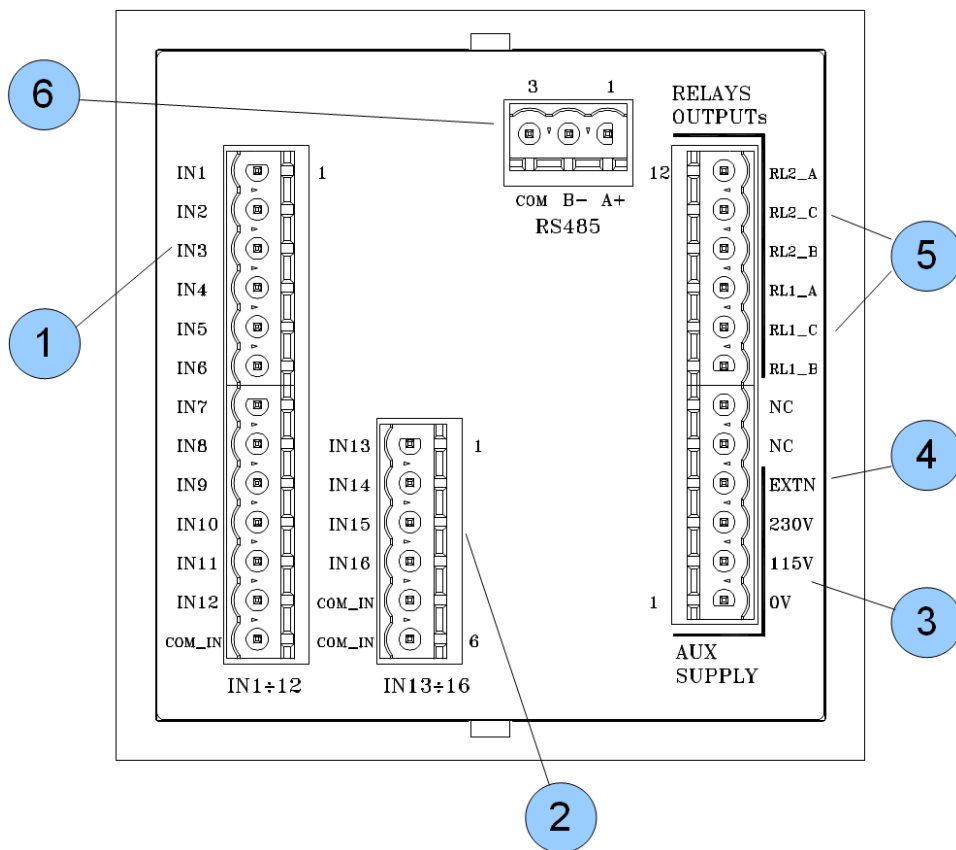 6
3 1
COM B- A+
RS485
RELAYS
OUTPUTs
12
RL2_A
RL2_C
RL2_B
RL1_A
RL1_C
RL1_B
NC
NC
EXTN
230V
115V
0V
1
AUX
SUPPLY
5
4
3
1
IN1
IN2
IN3
IN4
IN5
IN6
IN7
IN8
IN9
IN10
IN11
IN12
COM_IN
1
IN1÷12
IN13
IN14
IN15
IN16
COM_IN
COM_IN
1
6
IN13÷16
2